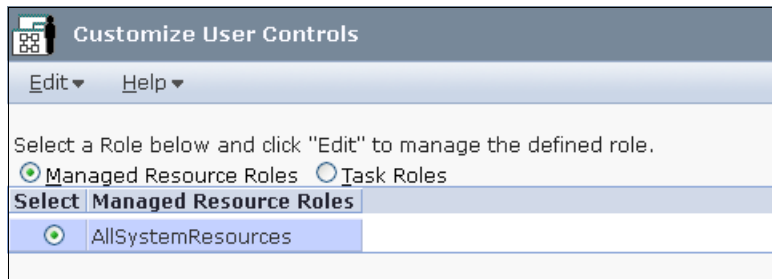 Customize User Controls
Edit Help
Select a Role below and click "Edit" to manage the defined role.
Managed Resource Roles Task Roles
Select Managed Resource Roles
AllSystemResources